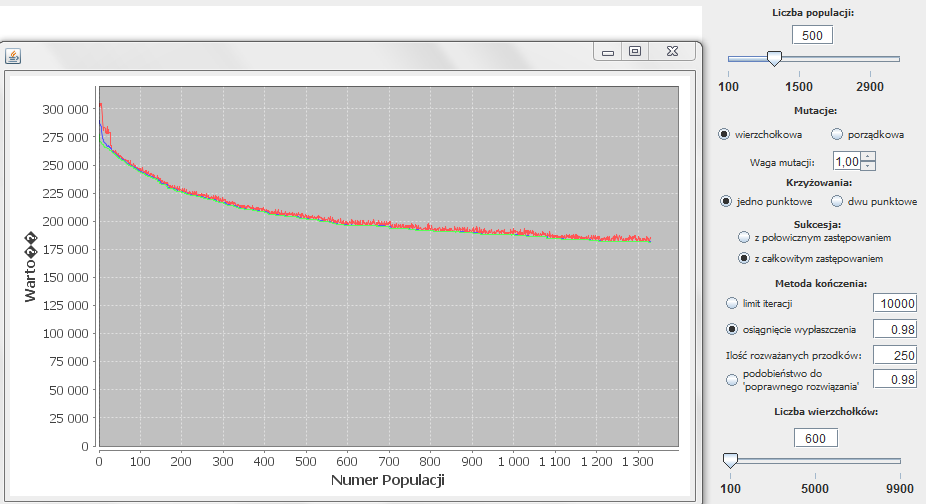 Liczba populacji:
500
100 1500 2900
Mutacje:
wierzchołkowa porządkowa
Waga mutacji: 1,00
Krzyżowania:
jedno punktowe dwu punktowe
Sukcesja:
z połowicznym zastępowaniem
z całkowitym zastępowaniem
Metoda kończenia:
limit iteracji 10000
osiągnięcie wypłaszczenia 0.98
Ilość rozważanych przodków: 250
podobieństwo do
'poprawnego rozwiązania' 0.98
Liczba wierzchołków:
600
100 5000 9900
Warto��
300 000
275 000
250 000
225 000
200 000
175 000
150 000
125 000
100 000
75 000
50 000
25 000
0
0 100 200 300 400 500 600 700 800 900 1 000 1 100 1 200 1 300
Numer Populacji